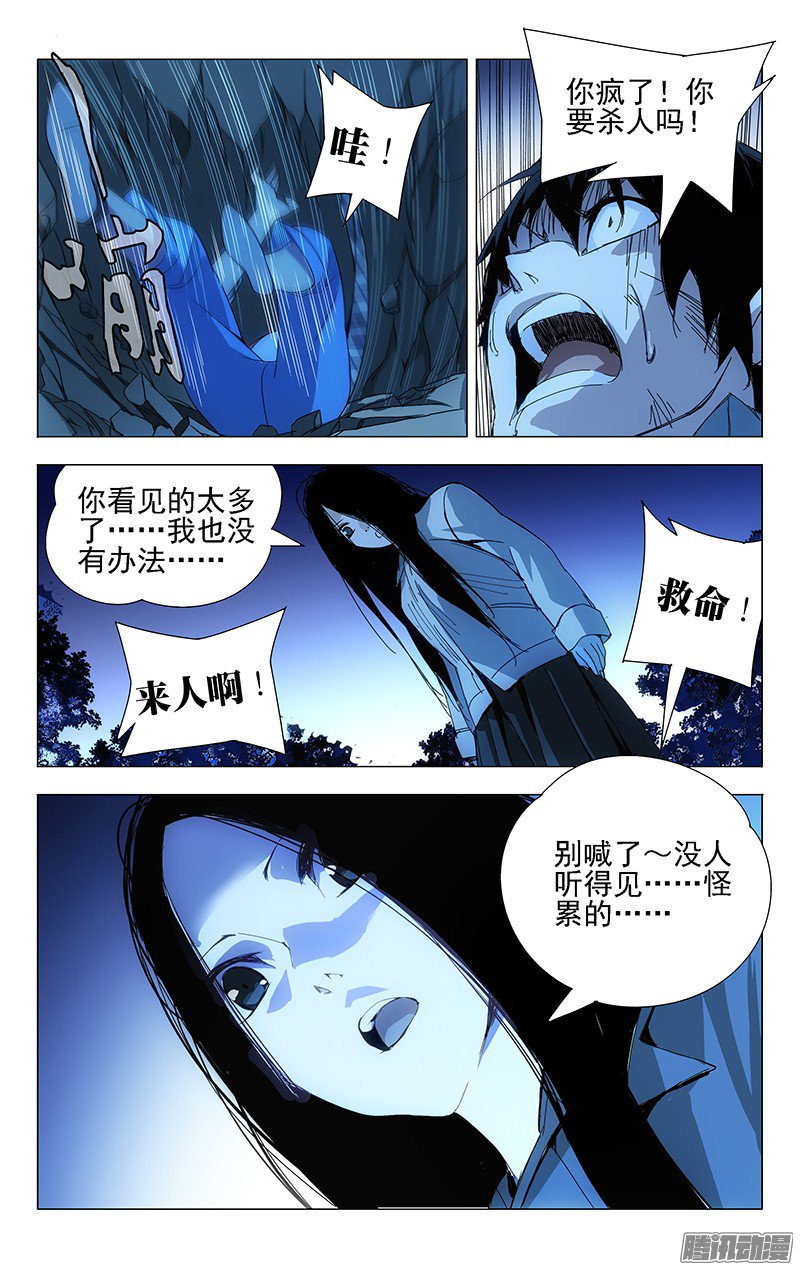 崩
哇！
你疯了！你
要杀人吗！
你看见的太多
了……我也没
有办法……
来人啊！
救命！
别喊了～没人
听得见……怪
累的……
腾讯动漫